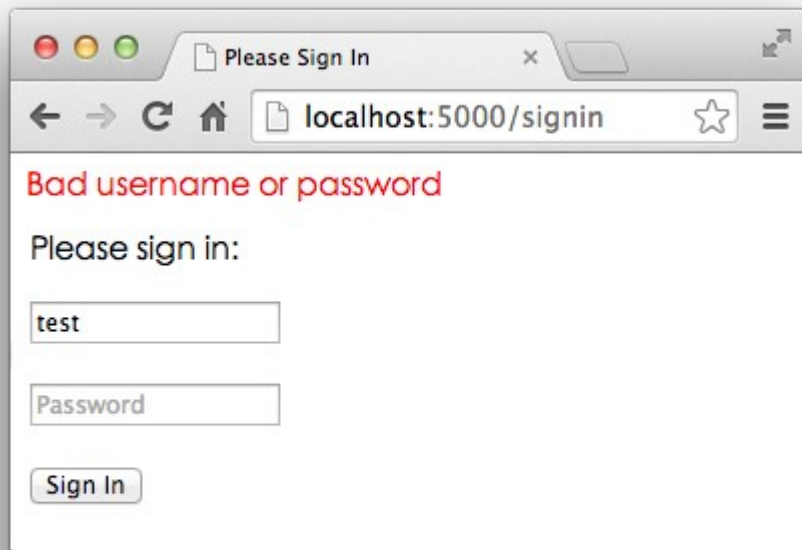 Please Sign In
localhost:5000/signin
Bad username or password
Please sign in:
test
Password
Sign In